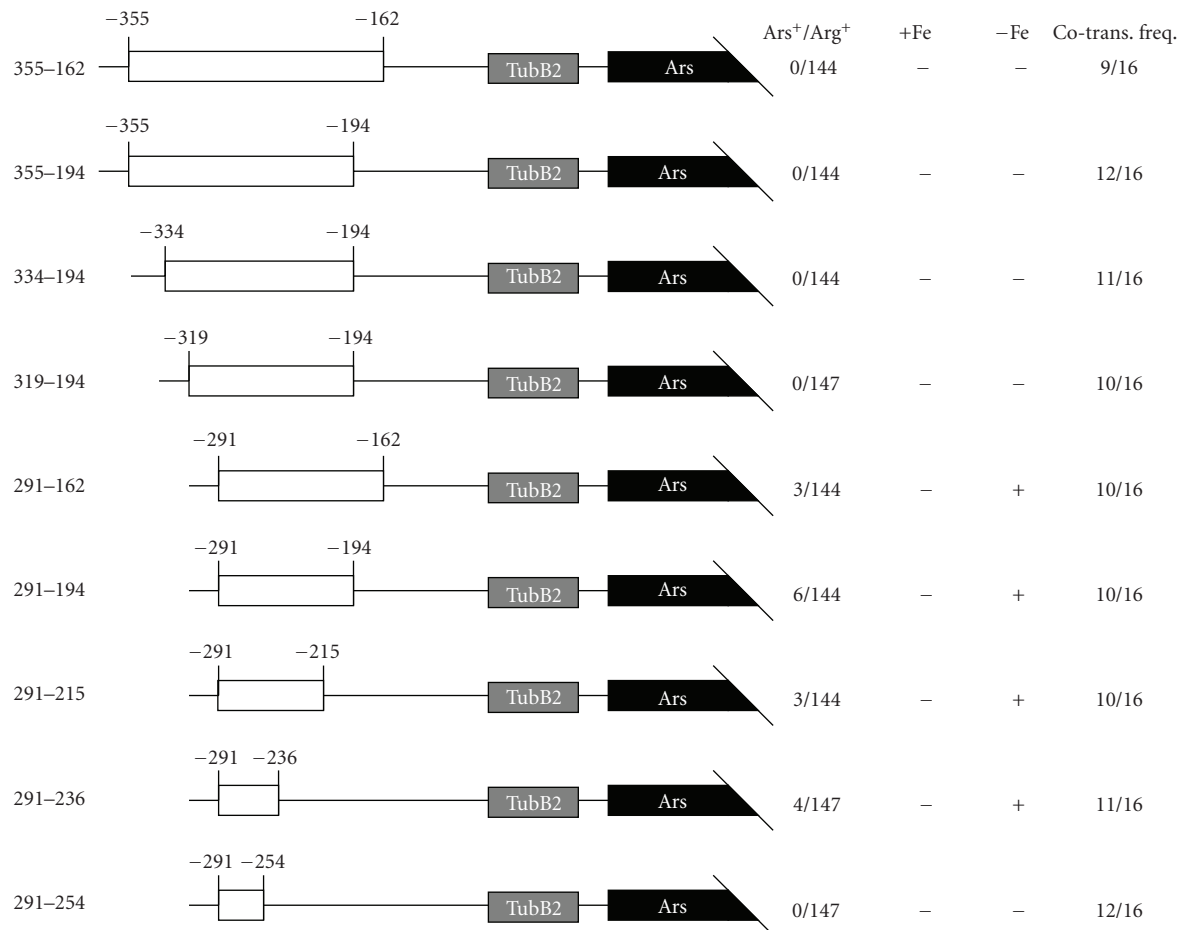 Ars⁺/Arg⁺ +Fe −Fe Co-trans. freq.
−355 −162
355–162 TubB2 Ars 0/144 − − 9/16
−355 −194
355–194 TubB2 Ars 0/144 − − 12/16
−334 −194
334–194 TubB2 Ars 0/144 − − 11/16
−319 −194
319–194 TubB2 Ars 0/147 − − 10/16
−291 −162
291–162 TubB2 Ars 3/144 − + 10/16
−291 −194
291–194 TubB2 Ars 6/144 − + 10/16
−291 −215
291–215 TubB2 Ars 3/144 − + 10/16
−291 −236
291–236 TubB2 Ars 4/147 − + 11/16
−291 −254
291–254 TubB2 Ars 0/147 − − 12/16